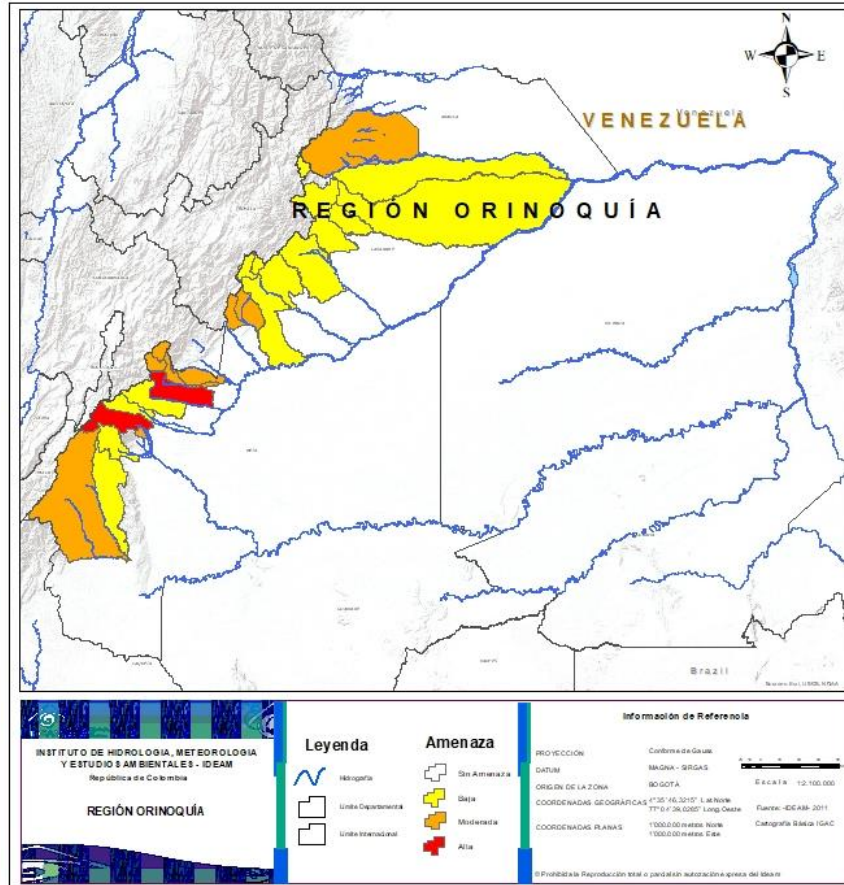 N
W E
S
VENEZUELA
Venezuela
REGIÓN ORINOQUÍA
Brazil
INSTITUTO DE HIDROLOGIA, METEOROLOGIA
Y ESTUDIOS AMBIENTALES - IDEAM
República de Colombia
REGIÓN ORINOQUÍA
Leyenda
Hidrografía
Limite Departamental
Limite Internacional
Amenaza
Sin Amenaza
Baja
Moderada
Alta
Información de Referencia
PROYECCIÓN Conforme de Gauss
DATUM MAGNA - SIRGAS
ORIGEN DE LA ZONA BOGOTÁ
COORDENADAS GEOGRÁFICAS Lat.Norte
Long.Oeste
COORDENADAS PLANAS 1'000.000 metros Norte
1'000.000 metros Este
Escala 1:2.100.000
Fuente: -IDEAM- 2011
Cartografía Básica IGAC
© Prohibida la Reproducción total o parcial sin autorización expresa del Ideam